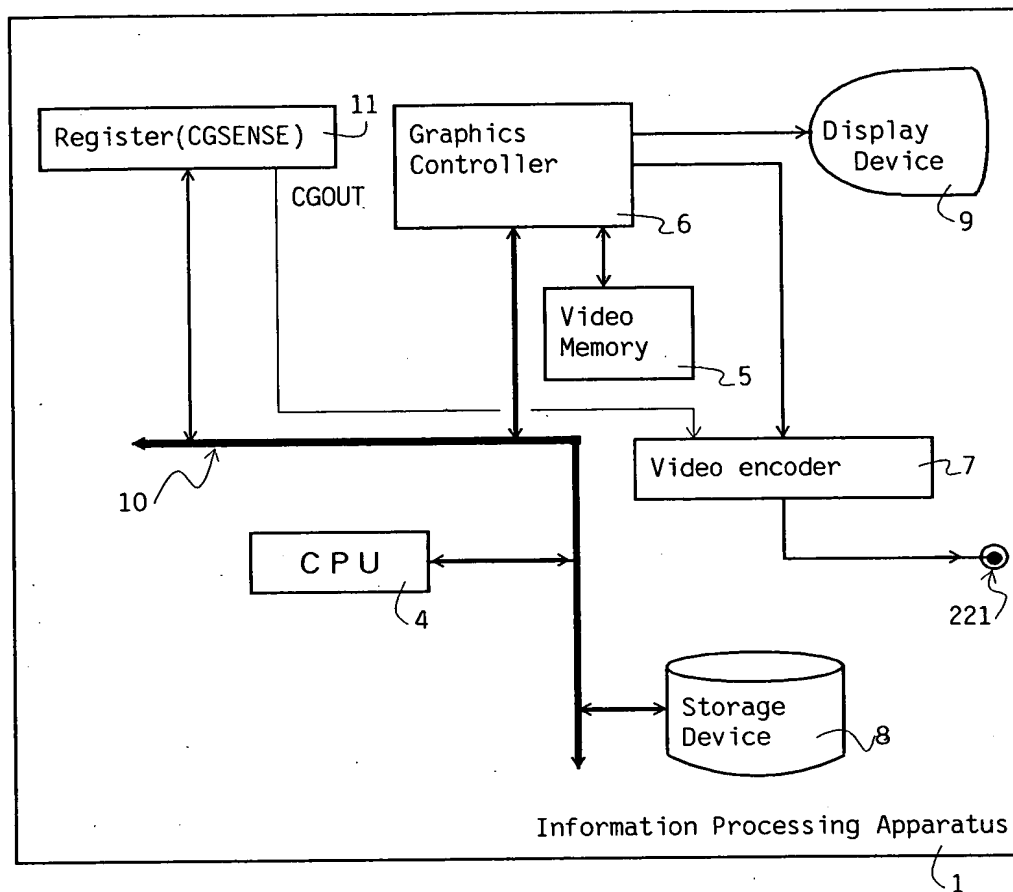 11
Register(CGSENSE)
CGOUT
Graphics
Controller
6
Display
Device
9
Video
Memory
5
10
Video encoder
7
CPU
4
221
Storage
Device
8
Information Processing Apparatus
1